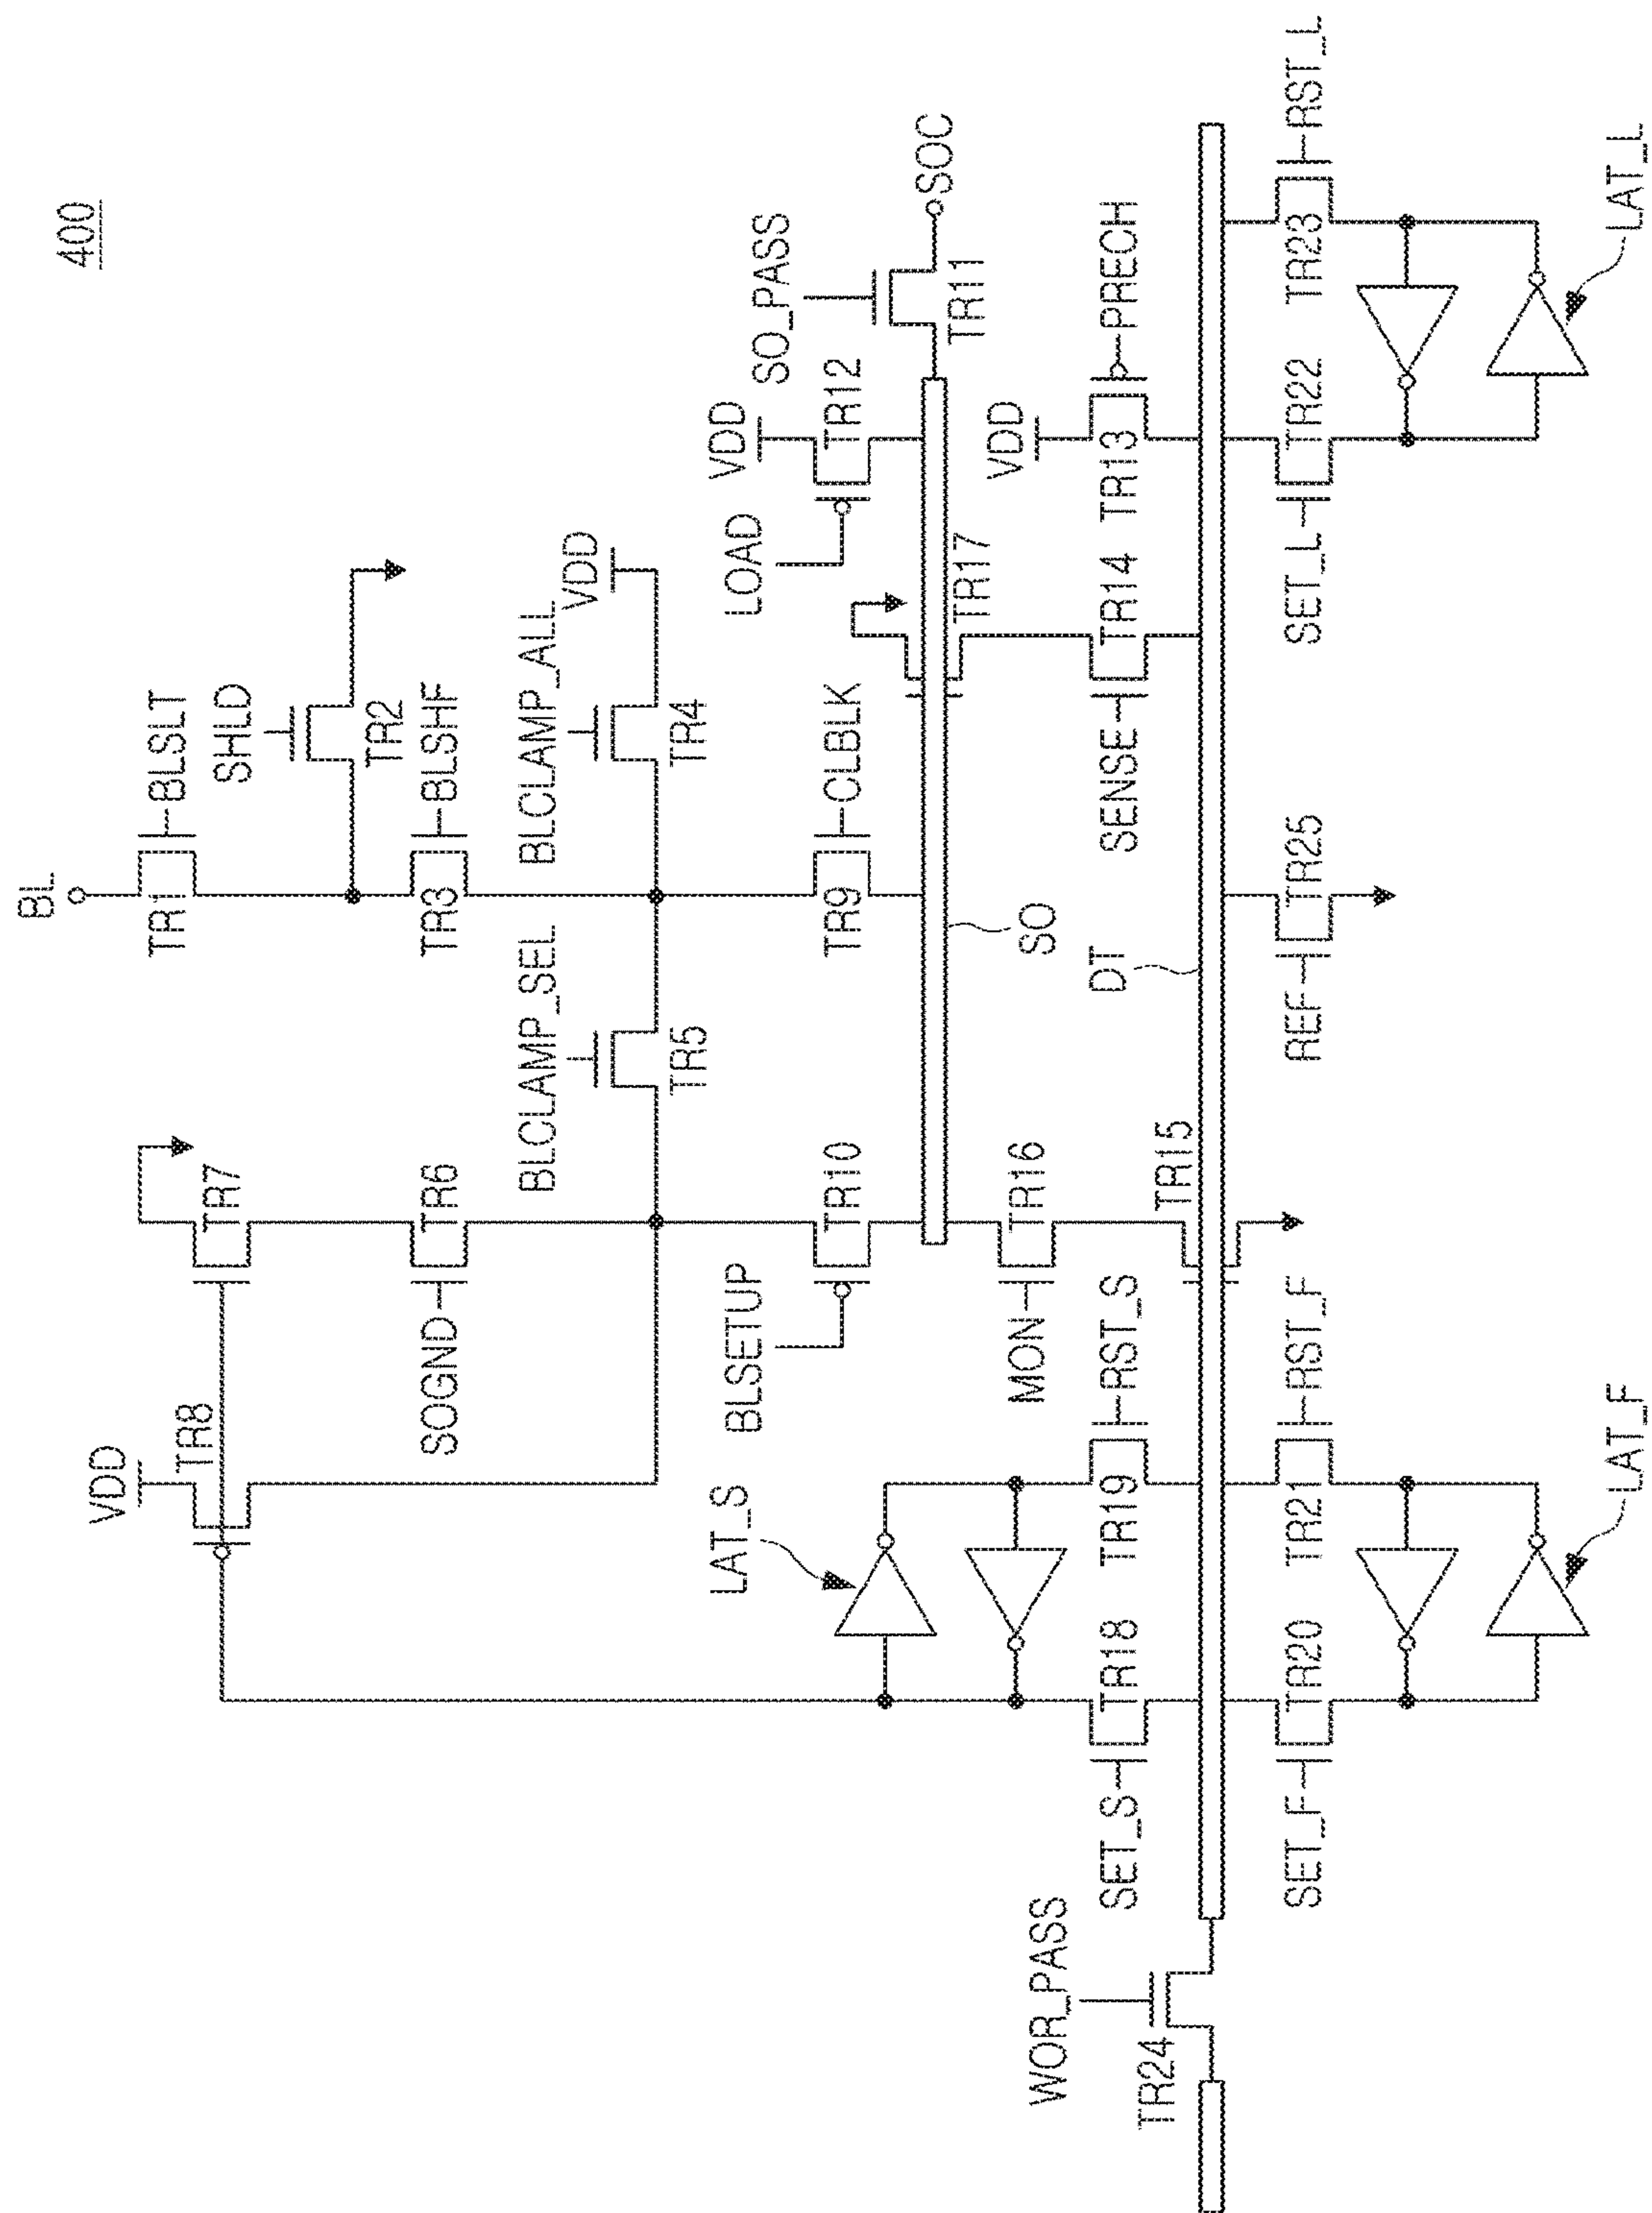 400
BL
BLSLT
TR1
SHLD
TR2
TR7
VDD
TR8
BLSHF
TR3
TR6
SOGND
BLCLAMP_ALL
VDD
TR4
BLCLAMP_SEL
TR5
SO_PASS
SOC
TR11
VDD
TR12
LOAD
CLBLK
TR9
TR10
BLSETUP
LAT_S
TR17
SO
TR16
MON
VDD
PRECH
TR13
TR14
SENSE
DT
TR15
RST_S
TR19
TR18
SET_S
WOR_PASS
TR24
RST_L
TR23
TR22
SET_L
TR25
REF
RST_F
TR21
TR20
SET_F
LAT_L
LAT_F